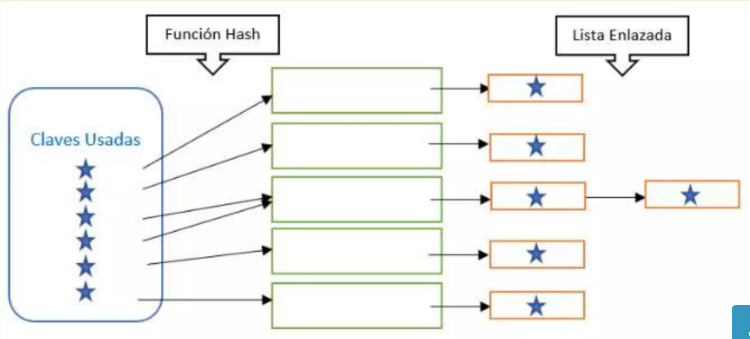 Función Hash
Lista Enlazada
Claves Usadas